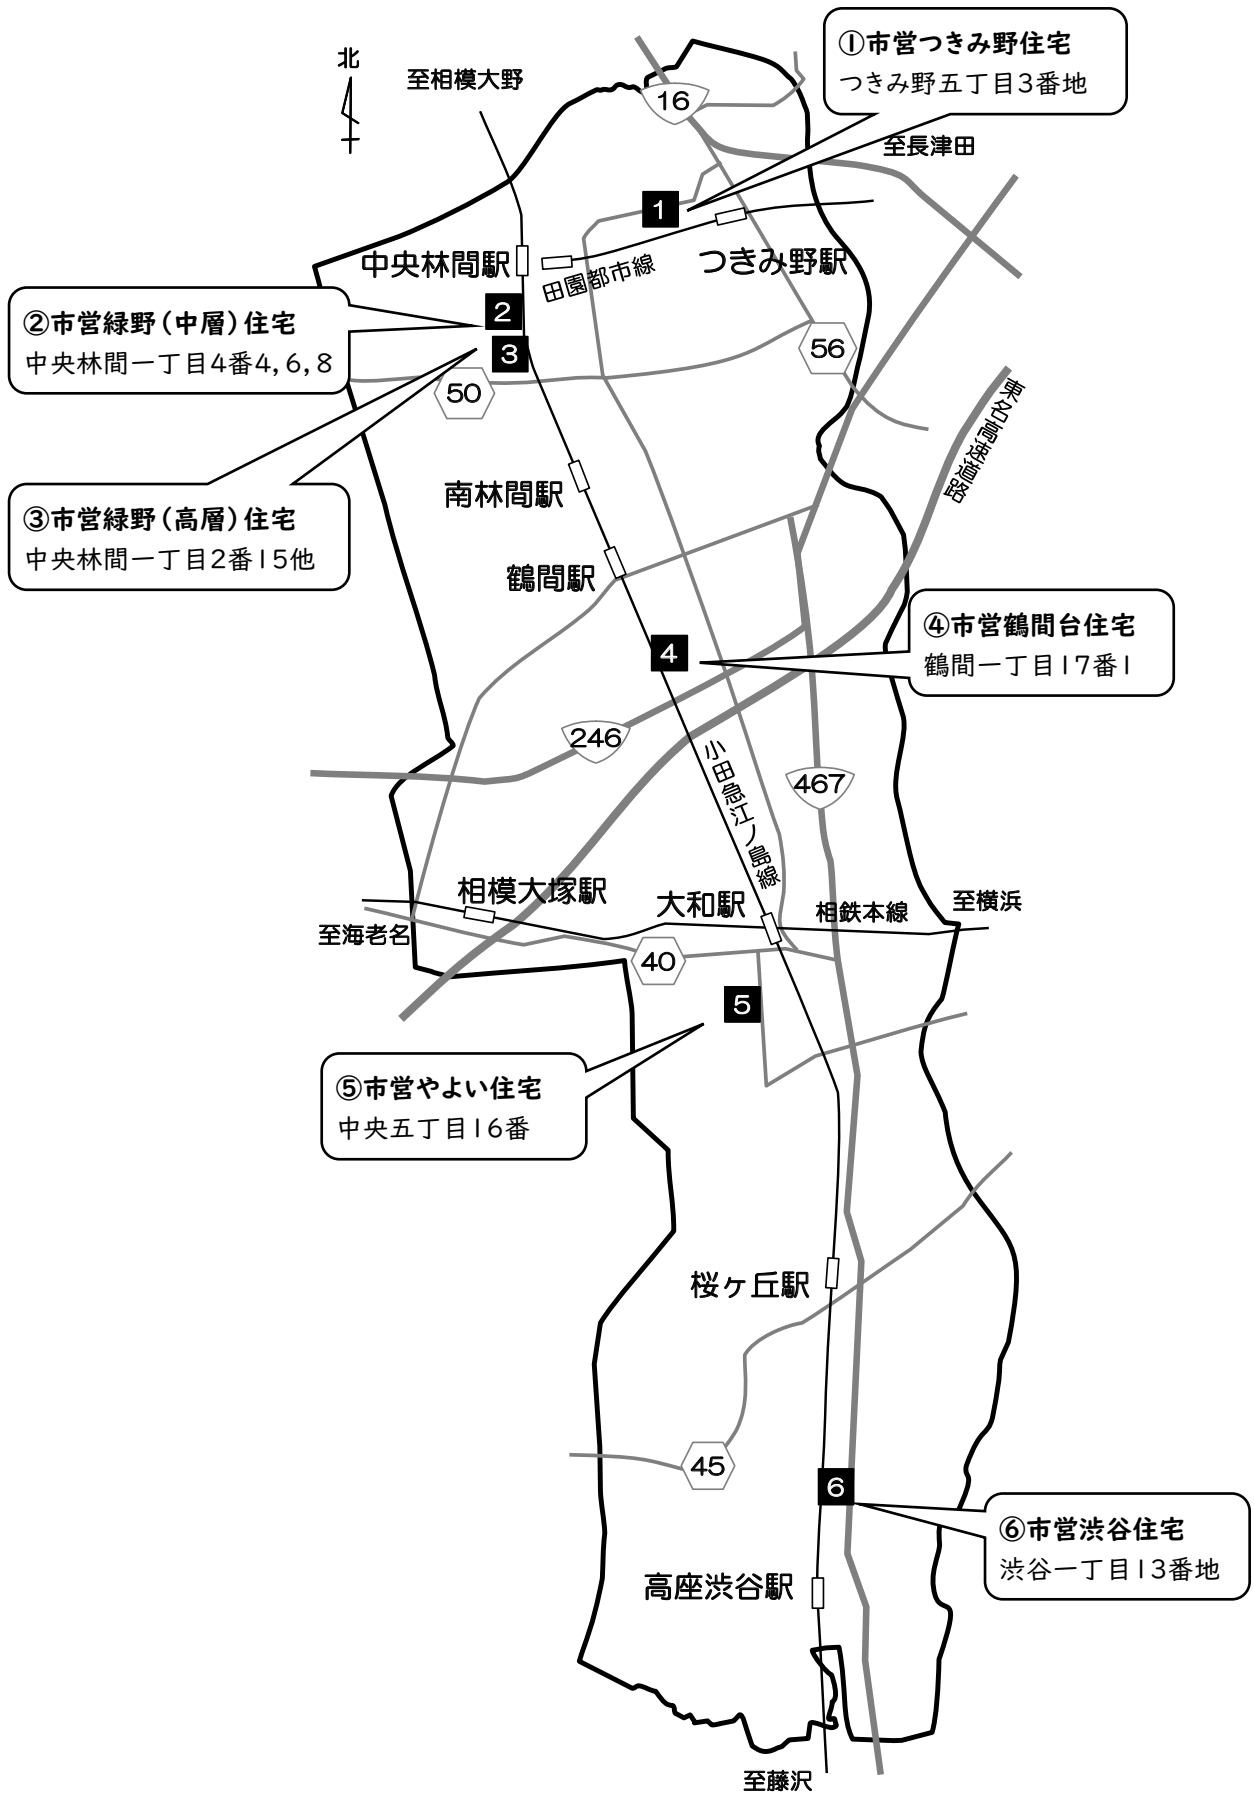 ①市営つきみ野住宅
つきみ野五丁目3番地
北
至相模大野
16
至長津田
1
つきみ野駅
中央林間駅
田園都市線
②市営緑野(中層)住宅
中央林間一丁目4番4,6,8
2
3
56
50
東名高速道路
南林間駅
③市営緑野(高層)住宅
中央林間一丁目2番15他
鶴間駅
④市営鶴間台住宅
鶴間一丁目17番1
4
246
小田急江ノ島線
467
相模大塚駅
大和駅
相鉄本線
至横浜
至海老名
40
5
⑤市営やよい住宅
中央五丁目16番
桜ヶ丘駅
45
6
⑥市営渋谷住宅
渋谷一丁目13番地
高座渋谷駅
至藤沢